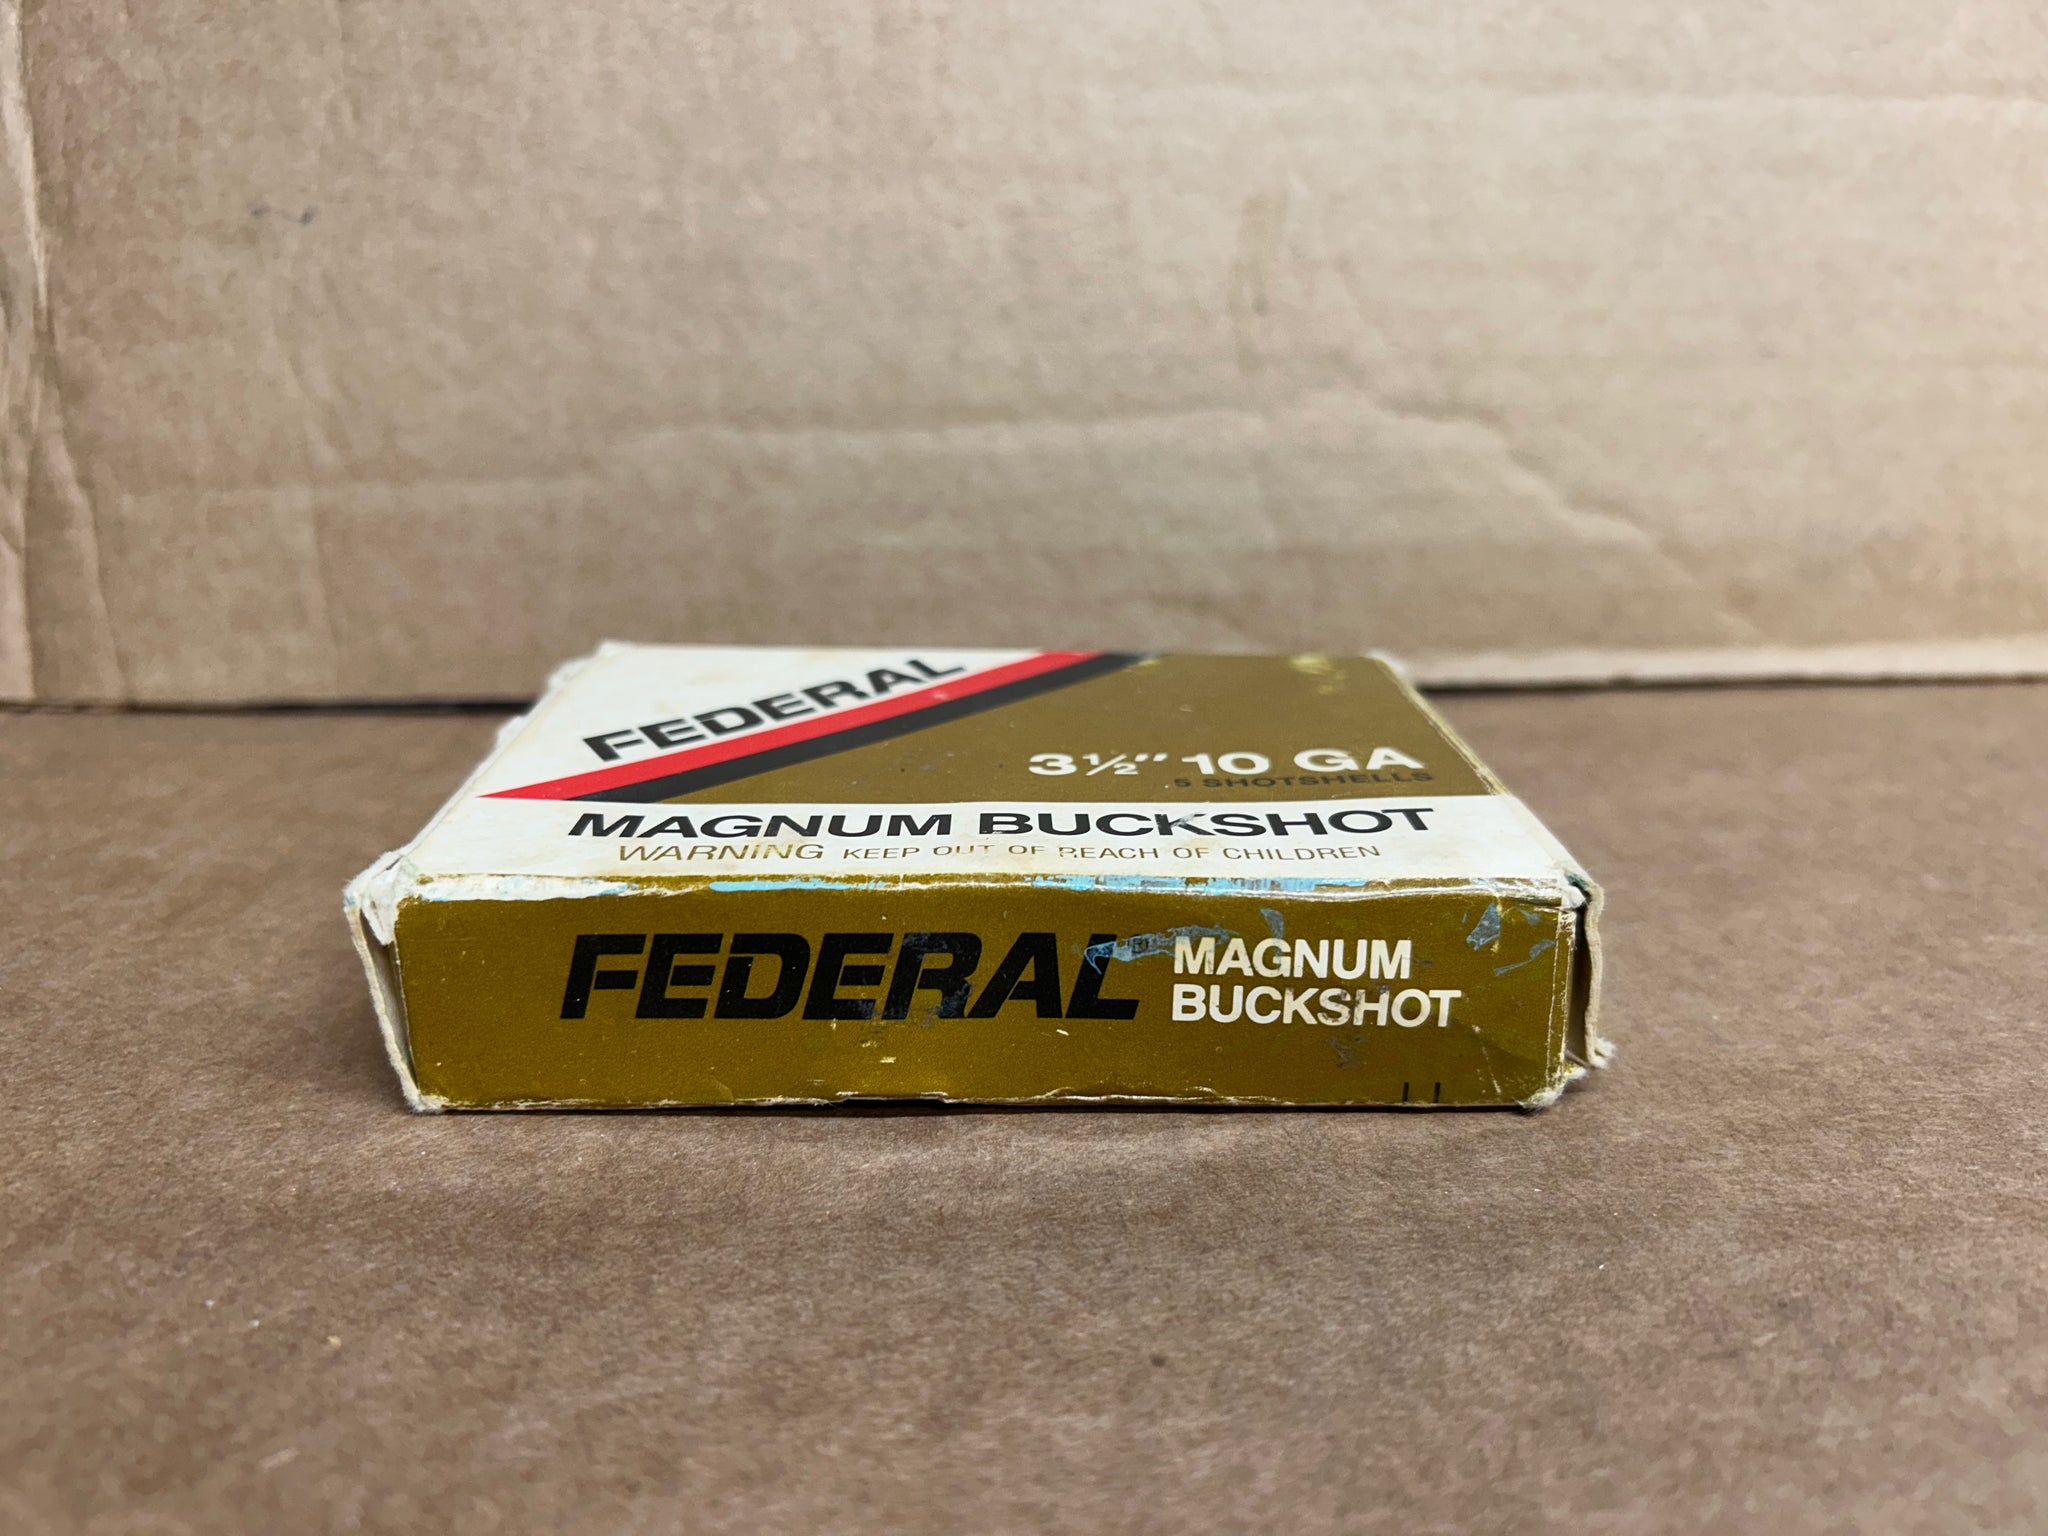 FEDERAL
3½" 10 GA
5 SHOTSHELLS
MAGNUM BUCKSHOT
WARNING KEEP OUT OF REACH OF CHILDREN
FEDERAL MAGNUM
BUCKSHOT